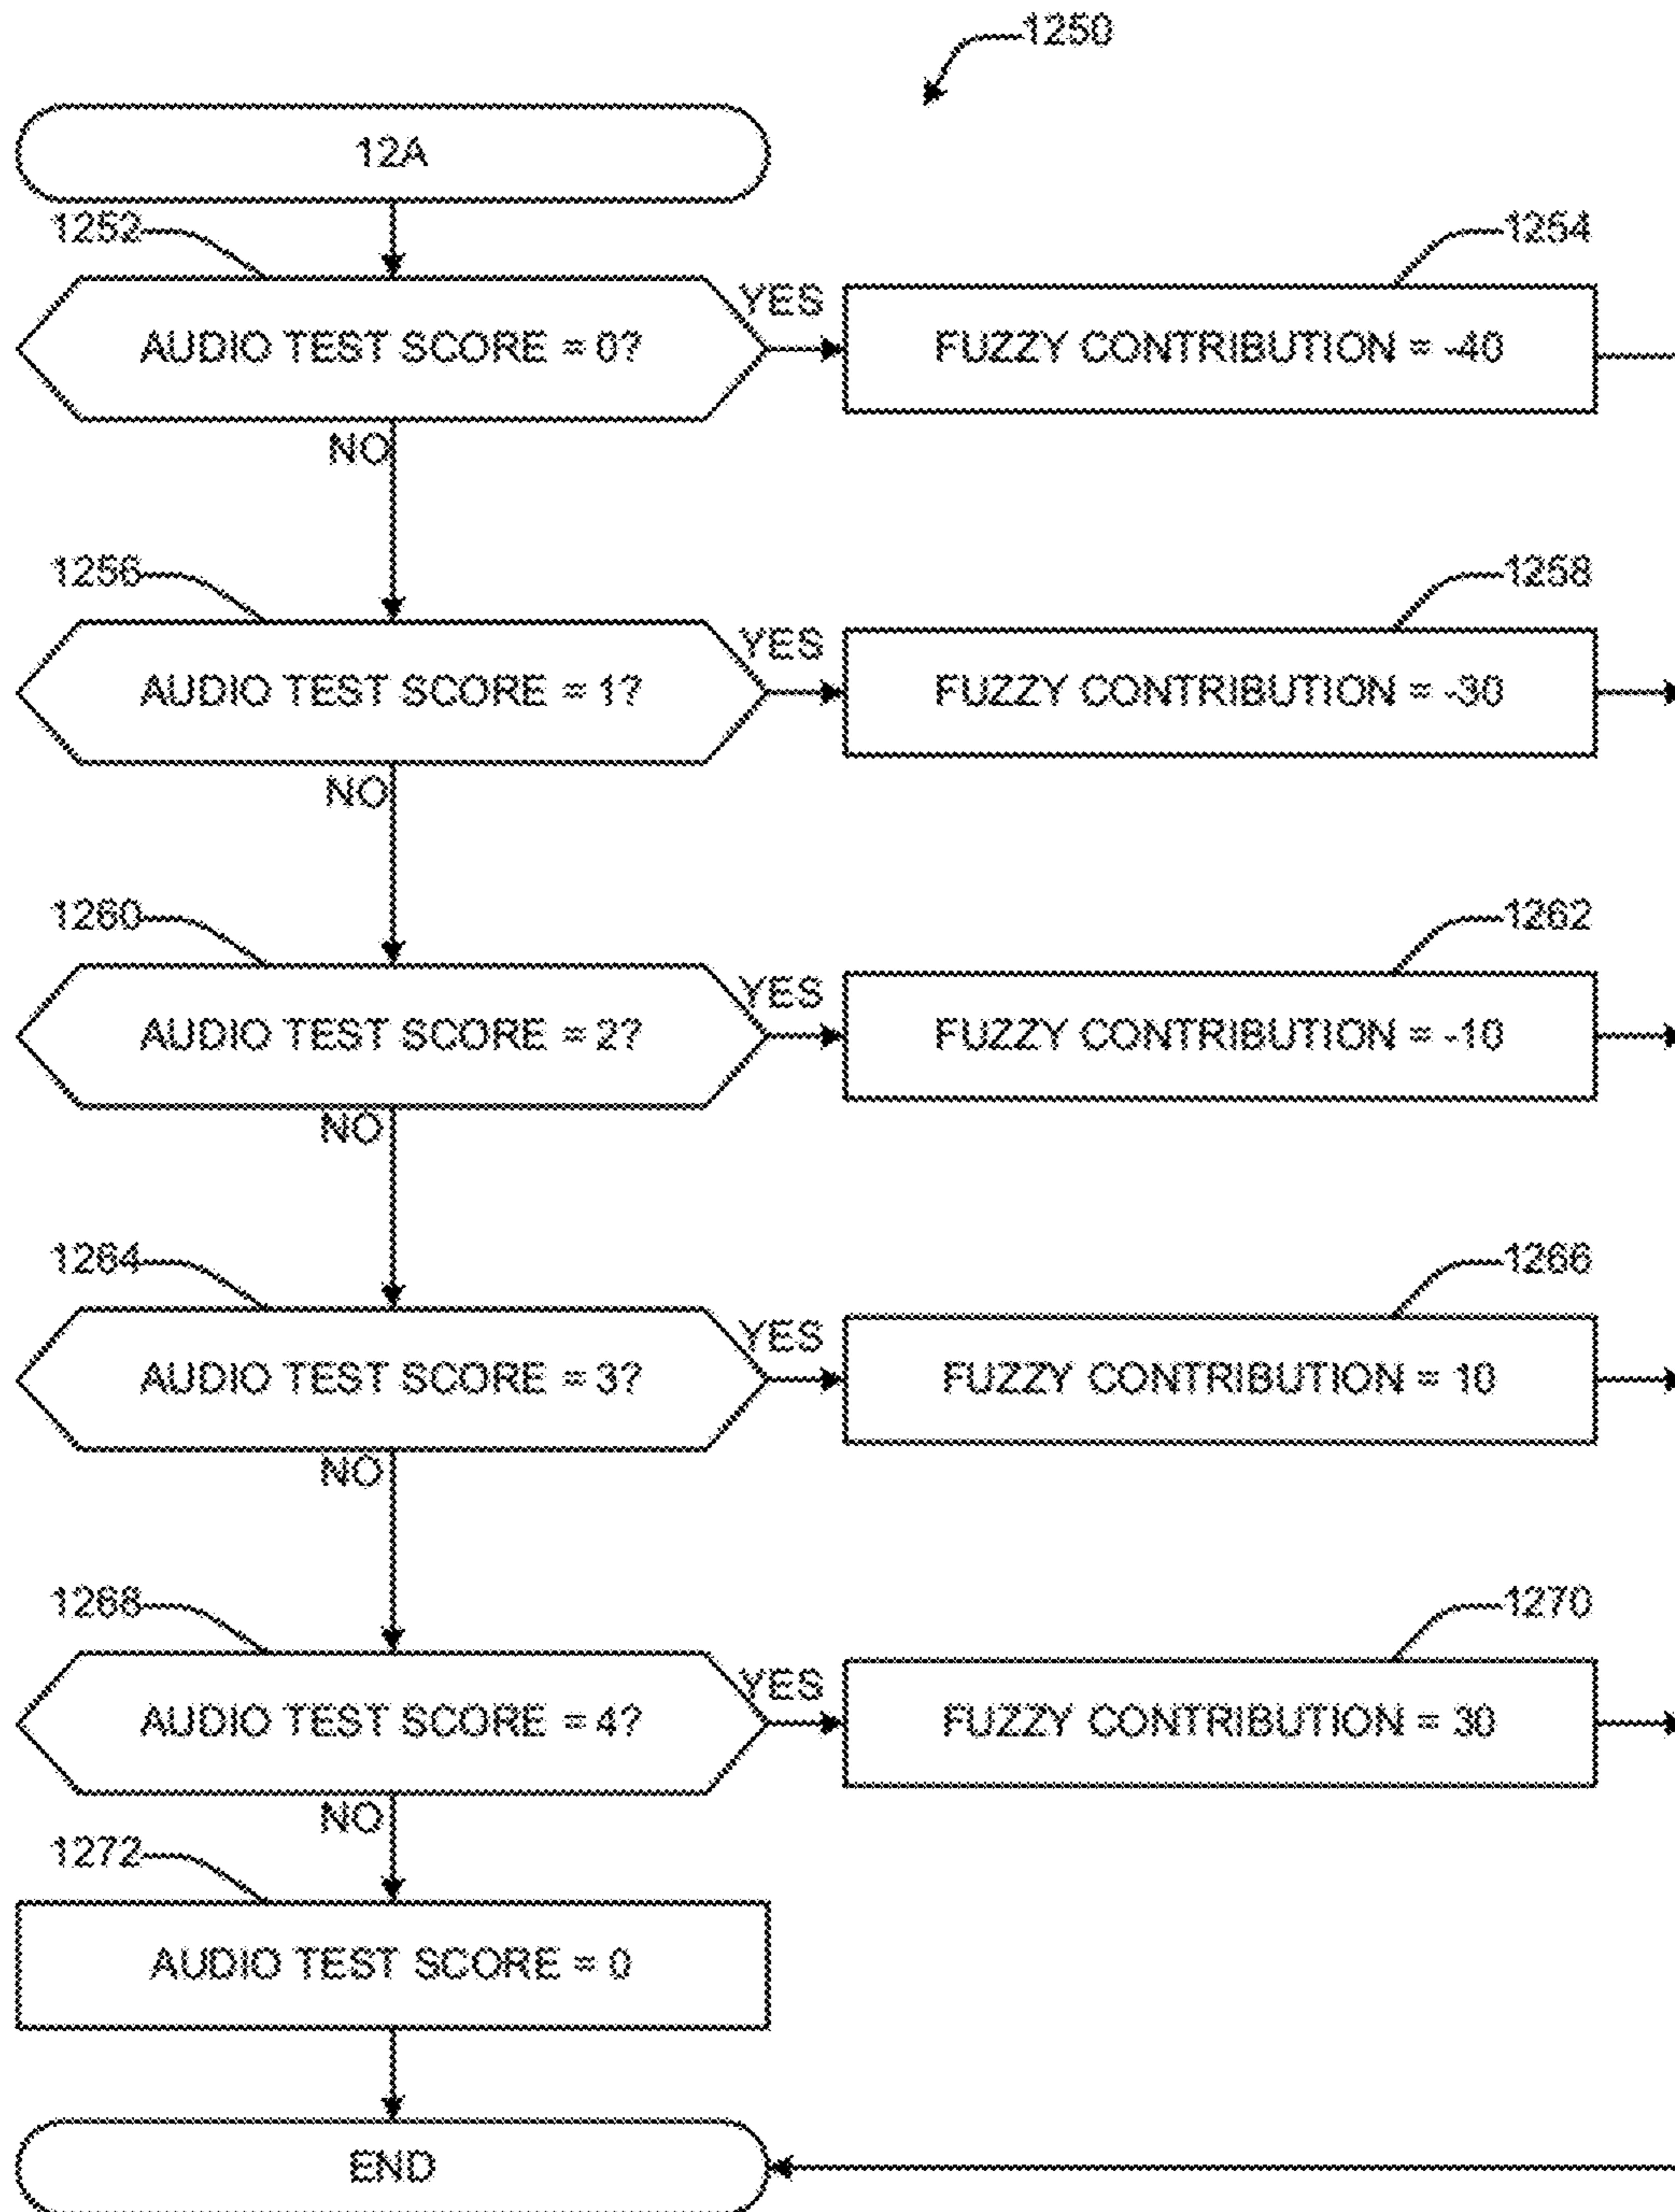 1250
12A
1252
1254
YES
AUDIO TEST SCORE = 0?
FUZZY CONTRIBUTION = -40
NO
1256
1258
YES
AUDIO TEST SCORE = 1?
FUZZY CONTRIBUTION = -30
NO
1260
1262
YES
AUDIO TEST SCORE = 2?
FUZZY CONTRIBUTION = -10
NO
1264
1266
YES
AUDIO TEST SCORE = 3?
FUZZY CONTRIBUTION = 10
NO
1268
1270
YES
AUDIO TEST SCORE = 4?
FUZZY CONTRIBUTION = 30
NO
1272
AUDIO TEST SCORE = 0
END